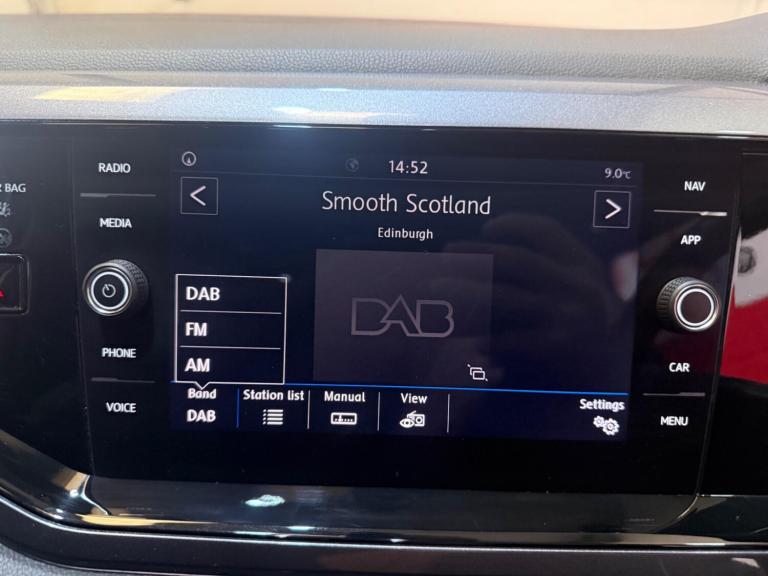 RADIO
MEDIA
PHONE
VOICE
14:52
9.0°C
Smooth Scotland
Edinburgh
DAB
DAB
FM
AM
Band
DAB
Station list
Manual
View
Settings
NAV
APP
CAR
MENU
BAG